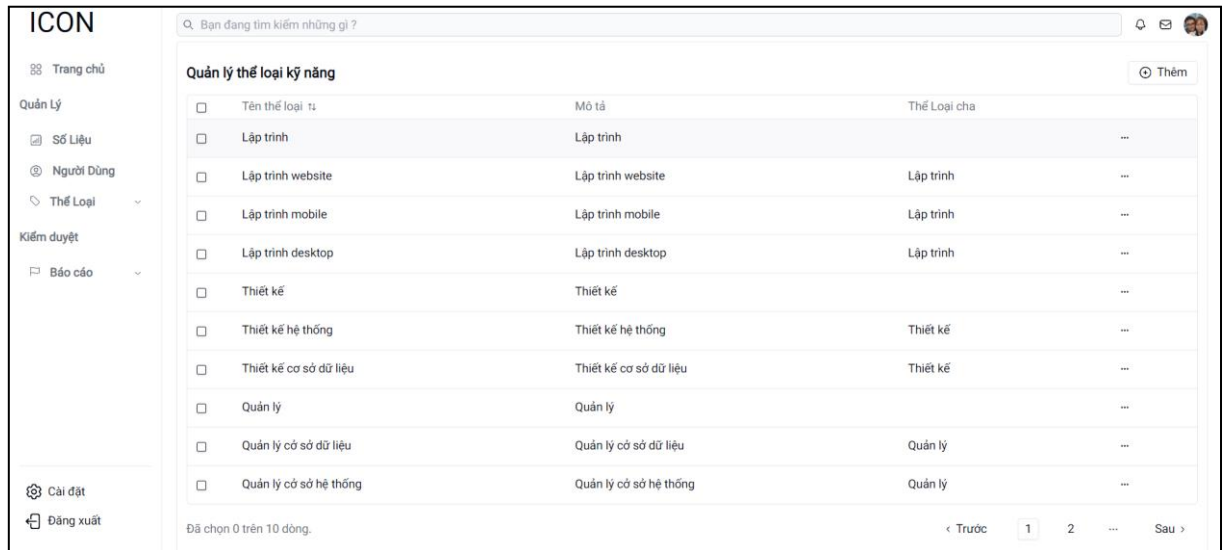 ICON
Bạn đang tìm kiếm những gì ?
Trang chủ
Quản Lý
Số Liệu
Người Dùng
Thể Loại
Kiểm duyệt
Báo cáo
Cài đặt
Đăng xuất
Quản lý thể loại kỹ năng
Thêm
Tên thể loại Mô tả Thể Loại cha
Lập trình Lập trình ...
Lập trình website Lập trình website Lập trình ...
Lập trình mobile Lập trình mobile Lập trình ...
Lập trình desktop Lập trình desktop Lập trình ...
Thiết kế Thiết kế ...
Thiết kế hệ thống Thiết kế hệ thống Thiết kế ...
Thiết kế cơ sở dữ liệu Thiết kế cơ sở dữ liệu Thiết kế ...
Quản lý Quản lý ...
Quản lý cở sở dữ liệu Quản lý cở sở dữ liệu Quản lý ...
Quản lý cở sở hệ thống Quản lý cở sở hệ thống Quản lý ...
Đã chọn 0 trên 10 dòng.
‹ Trước 1 2 ... Sau ›